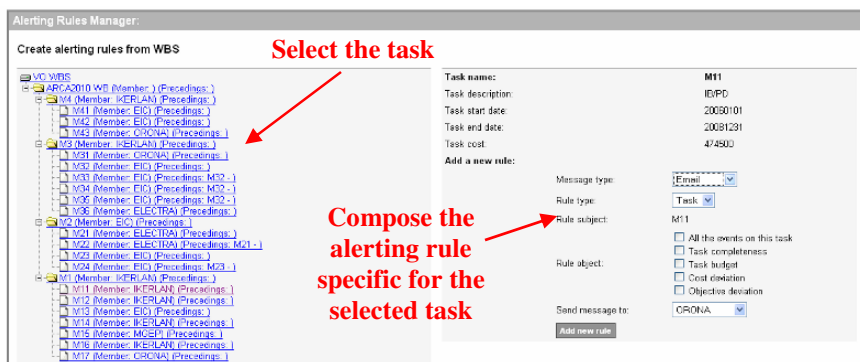 Alerting Rules Manager:
Create alerting rules from WBS
Select the task
VO WBS
ARCA2010 WB (Member: ) (Precedings: )
M4 (Member: IKERLAN) (Precedings: )
M41 (Member: EIC) (Precedings: )
M42 (Member: EIC) (Precedings: )
M43 (Member: ORONA) (Precedings: )
M3 (Member: IKERLAN) (Precedings: )
M31 (Member: ORONA) (Precedings: )
M32 (Member: EIC) (Precedings: )
M33 (Member: EIC) (Precedings: M32 - )
M34 (Member: EIC) (Precedings: M32 - )
M35 (Member: EIC) (Precedings: M32 - )
M36 (Member: ELECTRA) (Precedings: )
M2 (Member: EIC) (Precedings: )
M21 (Member: ELECTRA) (Precedings: )
M22 (Member: ELECTRA) (Precedings: M21 - )
M23 (Member: EIC) (Precedings: )
M24 (Member: EIC) (Precedings: M23 - )
M1 (Member: IKERLAN) (Precedings: )
M11 (Member: IKERLAN) (Precedings: )
M12 (Member: IKERLAN) (Precedings: )
M13 (Member: EIC) (Precedings: )
M14 (Member: IKERLAN) (Precedings: )
M15 (Member: MGEP) (Precedings: )
M16 (Member: IKERLAN) (Precedings: )
M17 (Member: ORONA) (Precedings: )
Compose the
alerting rule
specific for the
selected task
Task name: M11
Task description: IB/PD
Task start date: 20060101
Task end date: 20081231
Task cost: 474500
Add a new rule:
Message type: Email
Rule type: Task
Rule subject: M11
Rule object:
All the events on this task
Task completeness
Task budget
Cost deviation
Objective deviation
Send message to: ORONA
Add new rule